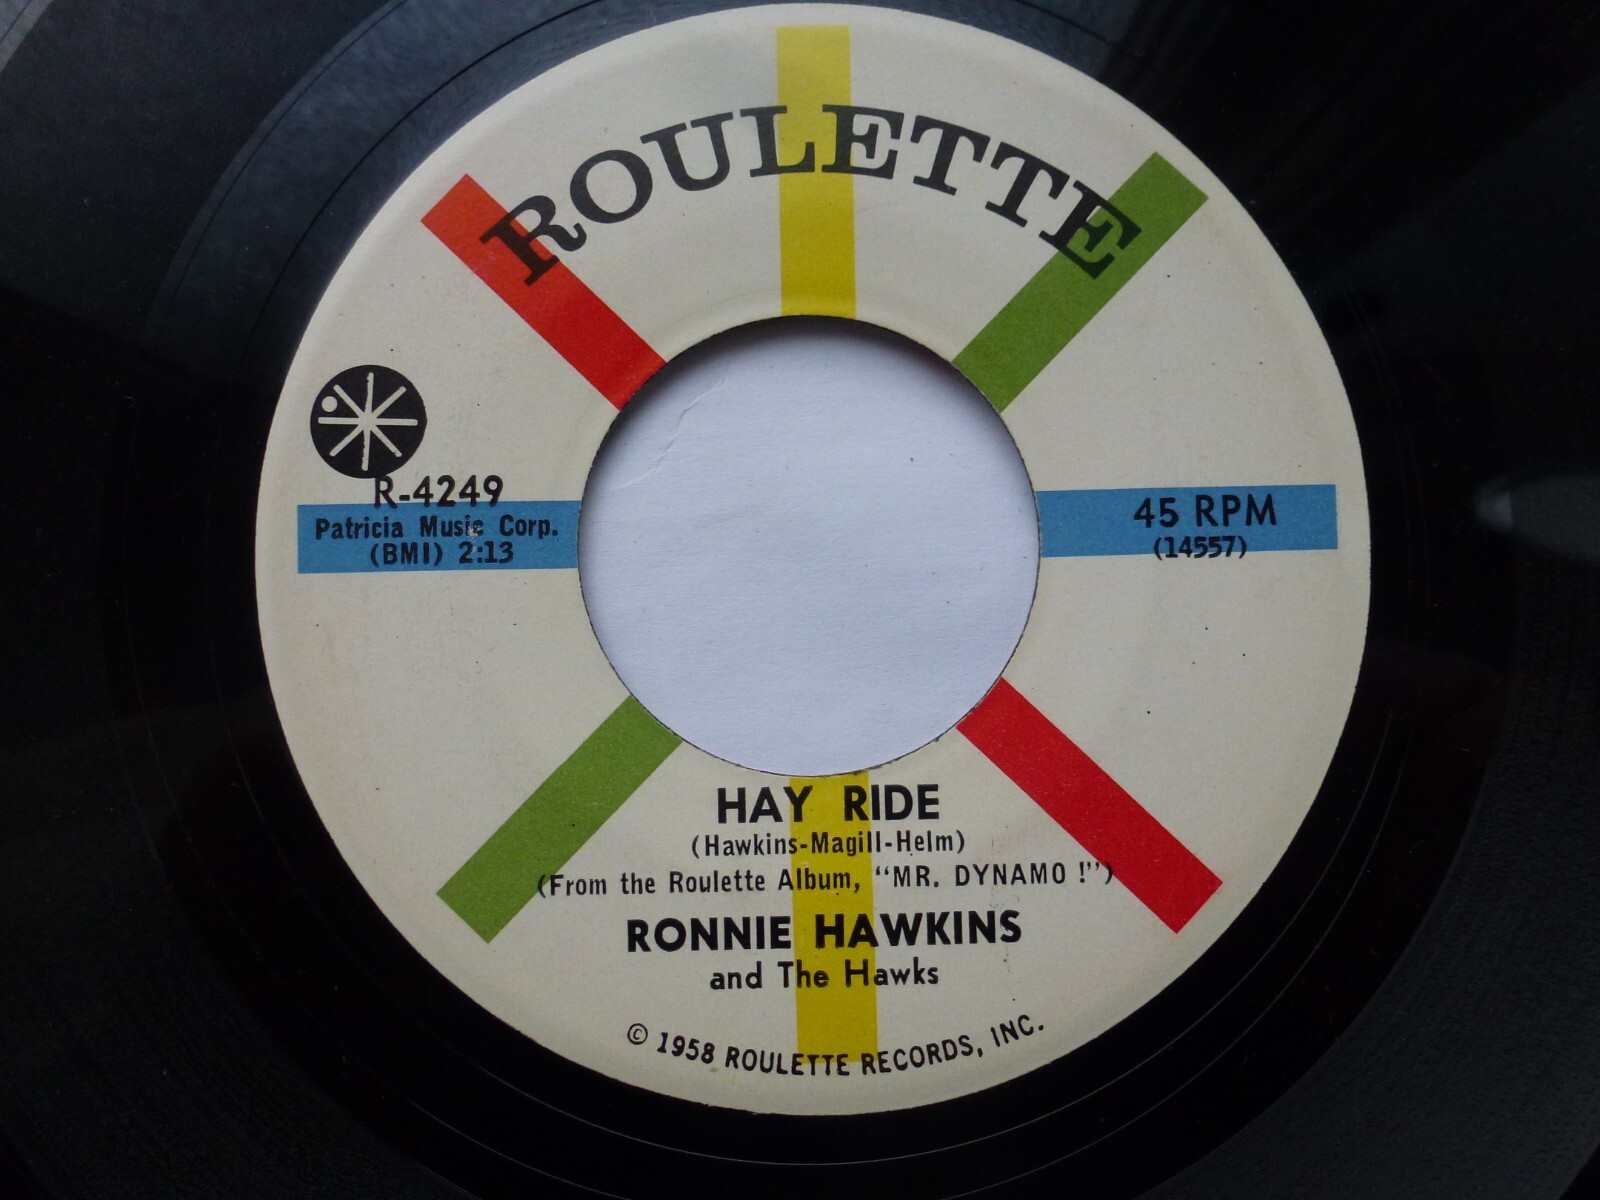 ROULETTE
R-4249
Patricia Music Corp.
(BMI) 2:13
45 RPM
(14557)
HAY RIDE
(Hawkins-Magill-Helm)
(From the Roulette Album, "MR. DYNAMO !")
RONNIE HAWKINS
and The Hawks
© 1958 ROULETTE RECORDS, INC.